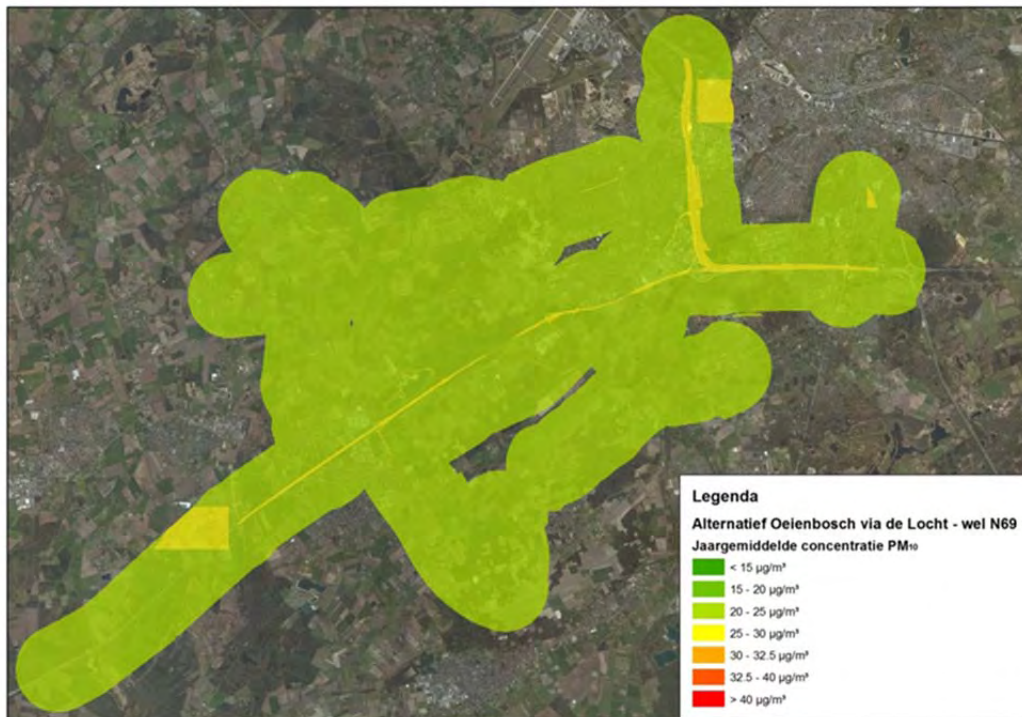 Legenda
Alternatief Oeienbosch via de Locht - wel N69
Jaargemiddelde concentratie PM₁₀
< 15 µg/m³
15 - 20 µg/m³
20 - 25 µg/m³
25 - 30 µg/m³
30 - 32.5 µg/m³
32.5 - 40 µg/m³
> 40 µg/m³